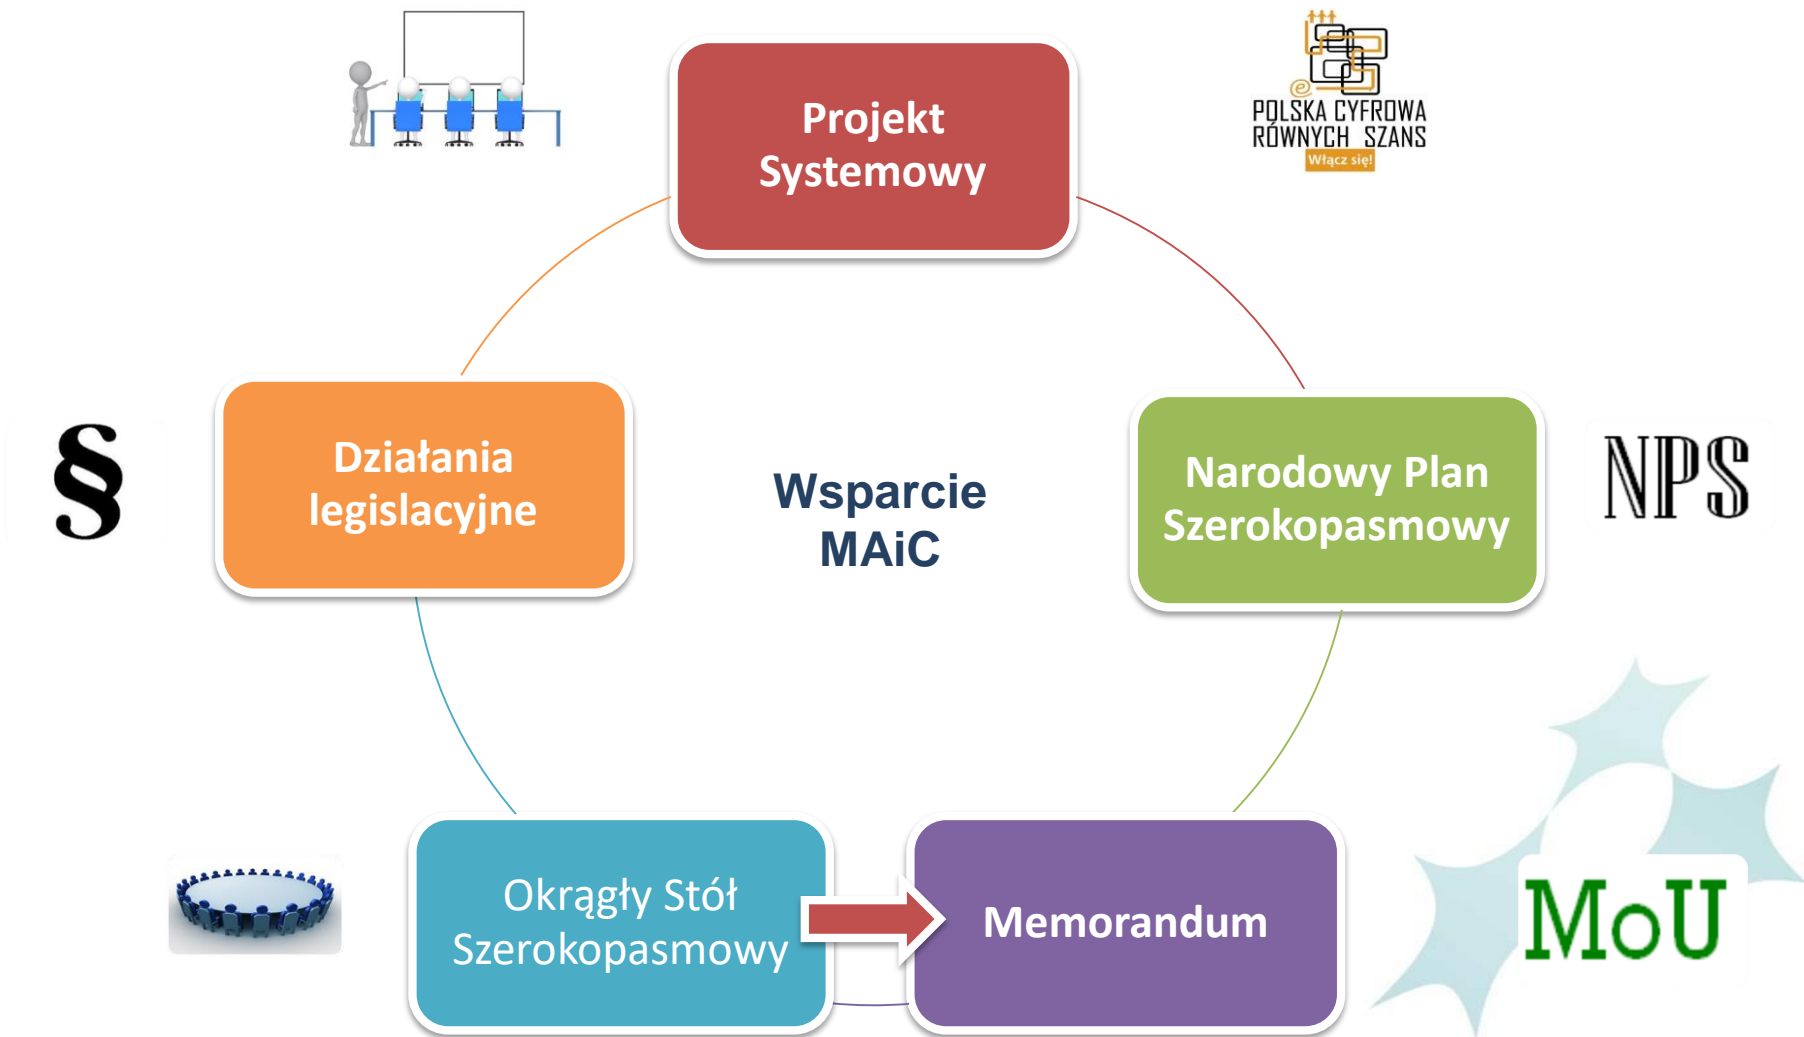 Projekt
Systemowy
@
POLSKA CYFROWA
RÓWNYCH SZANS
Włącz się!
§
Działania
legislacyjne
Wsparcie
MAiC
Narodowy Plan
Szerokopasmowy
NPS
Okrągły Stół
Szerokopasmowy
Memorandum
MoU